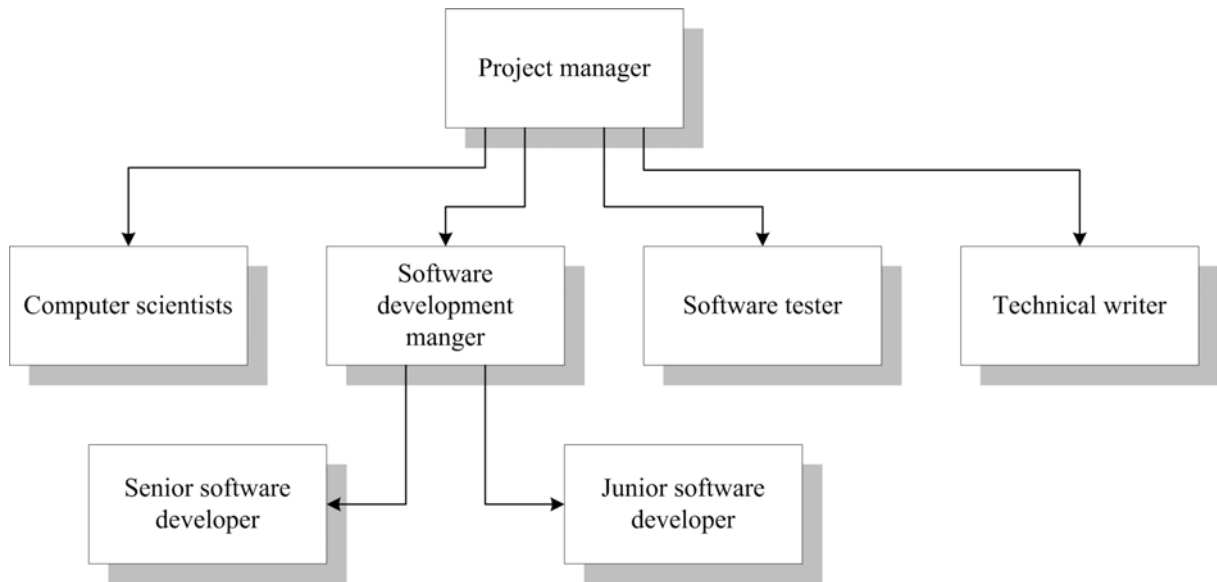 Project manager
Computer scientists
Software
development
manger
Software tester
Technical writer
Senior software
developer
Junior software
developer